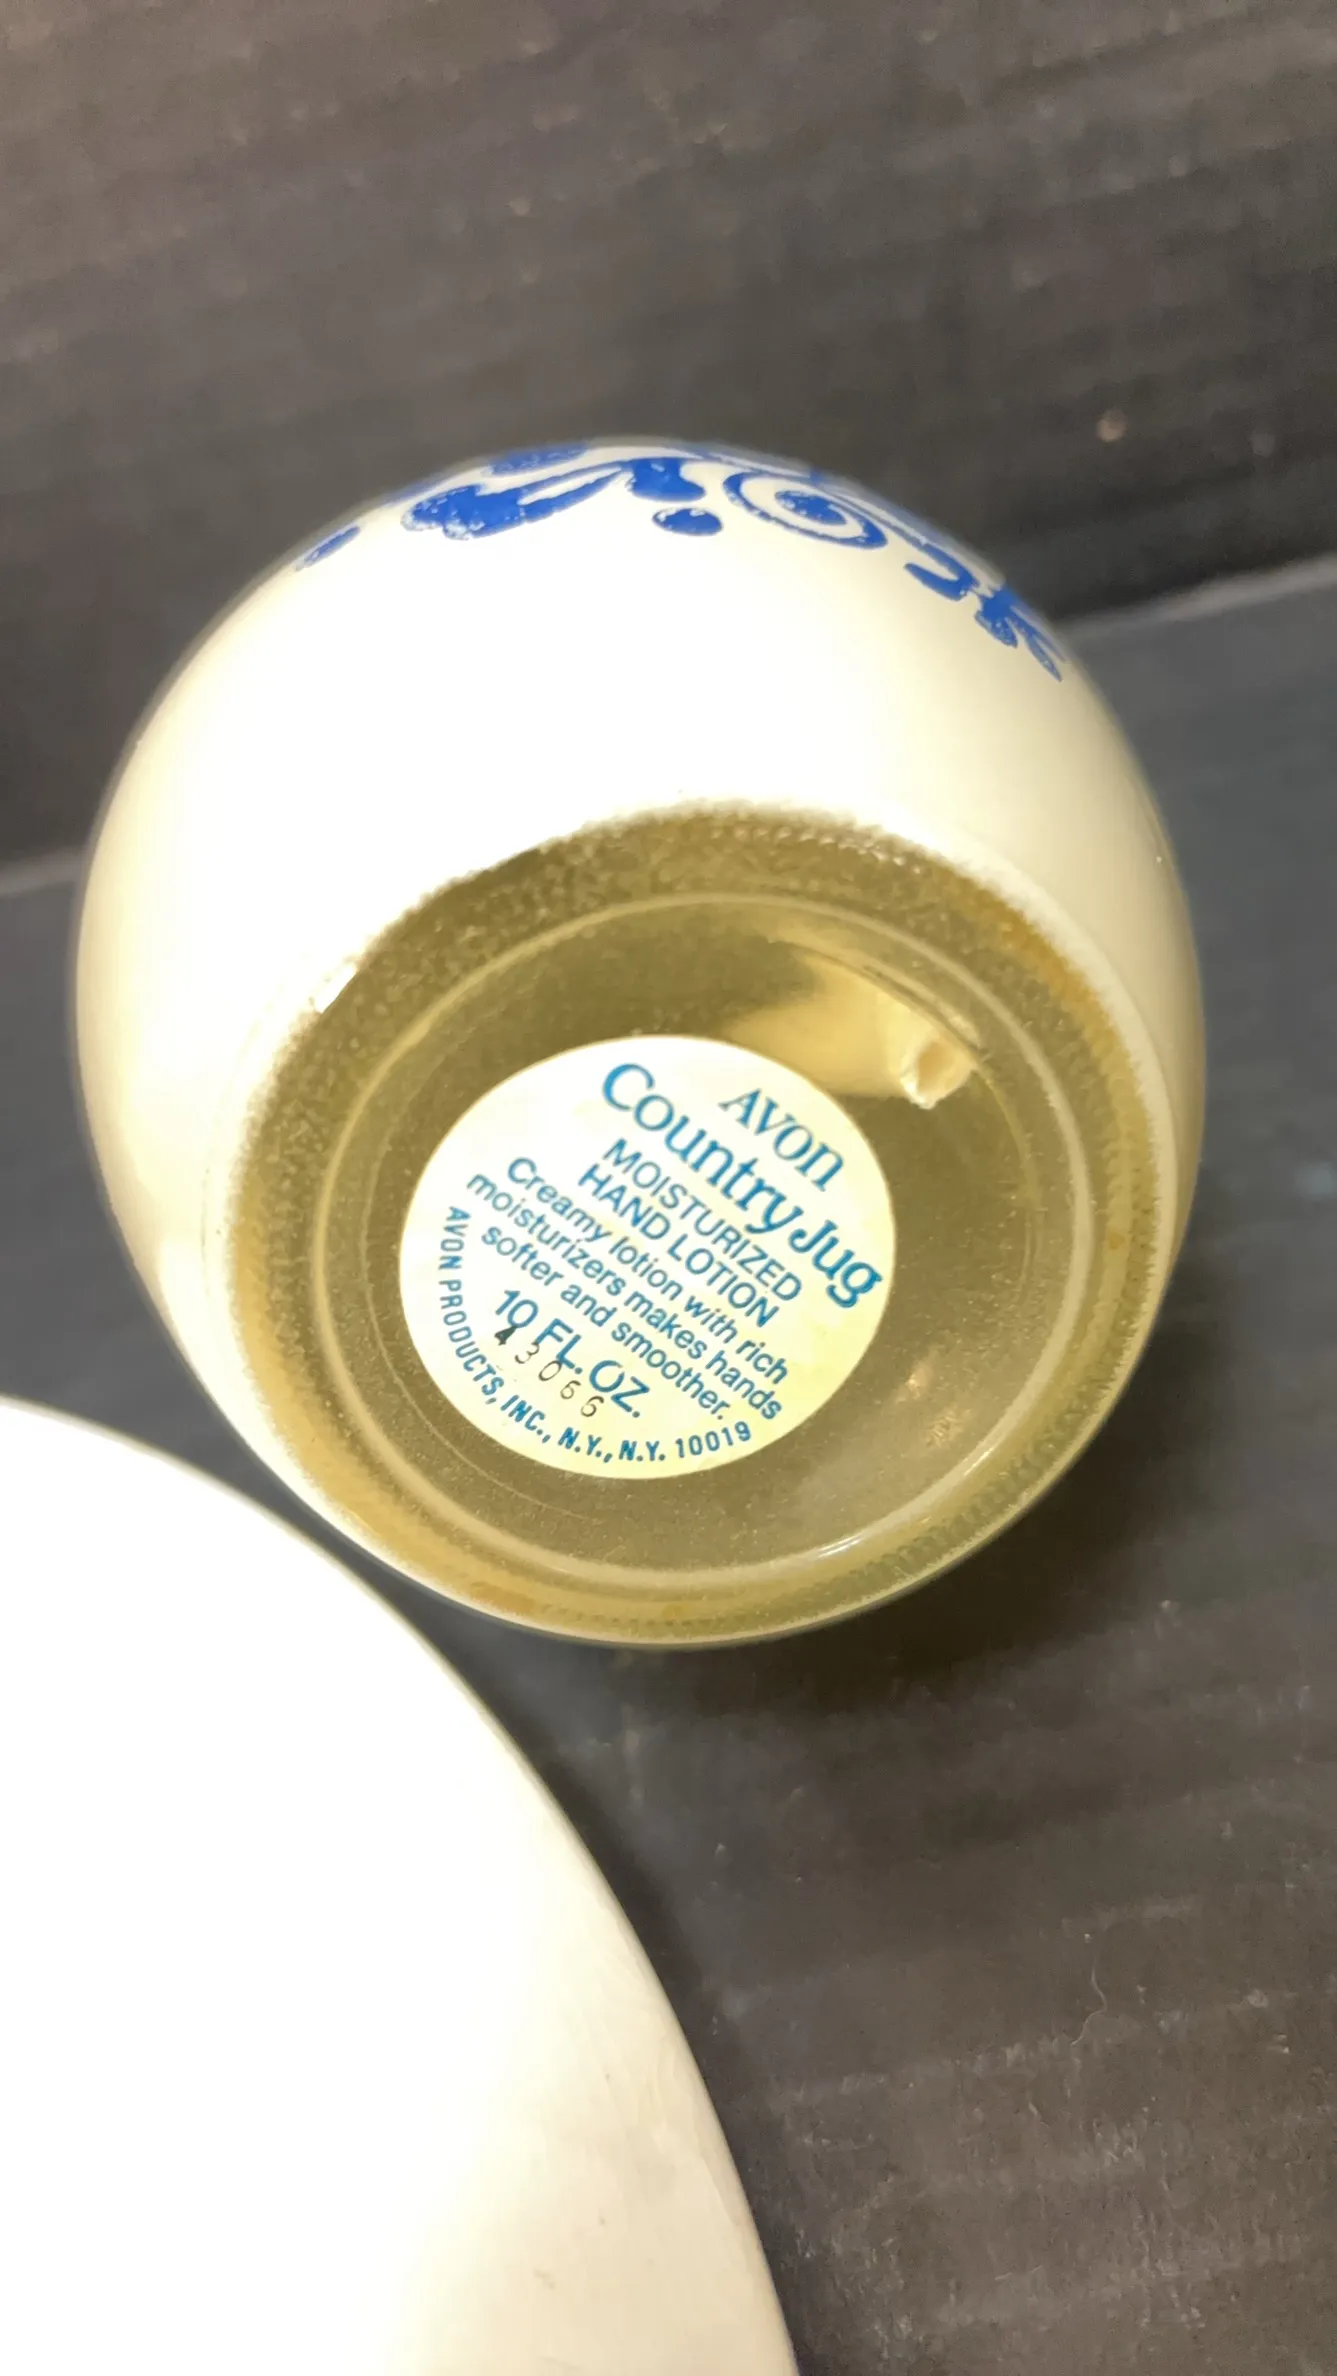 AVON
Country Jug
MOISTURIZED
HAND LOTION
Creamy lotion with rich
moisturizers makes hands
softer and smoother.
10 FL. OZ.
43066
AVON PRODUCTS, INC., N.Y., N.Y. 10019